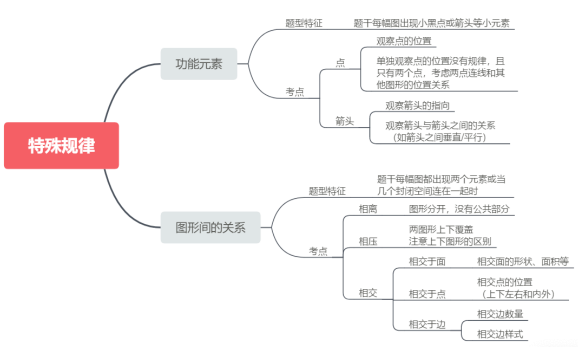 特殊规律
功能元素
题型特征
题干每幅图出现小黑点或箭头等小元素
考点
点
观察点的位置
单独观察点的位置没有规律，且
只有两个点，考虑两点连线和其
他图形的位置关系
箭头
观察箭头的指向
观察箭头与箭头之间的关系
（如箭头之间垂直/平行）
图形间的关系
题型特征
题干每幅图都出现两个元素或当
几个封闭空间连在一起时
考点
相离
图形分开，没有公共部分
相压
两图形上下覆盖
注意上下图形的区别
相交
相交于面
相交面的形状、面积等
相交于点
相交点的位置
（上下左右和内外）
相交于边
相交边数量
相交边样式